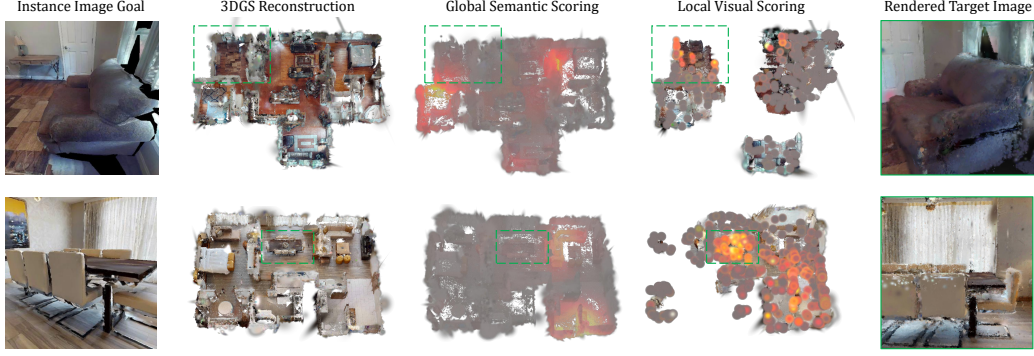 Instance Image Goal
3DGS Reconstruction
Global Semantic Scoring
Local Visual Scoring
Rendered Target Image